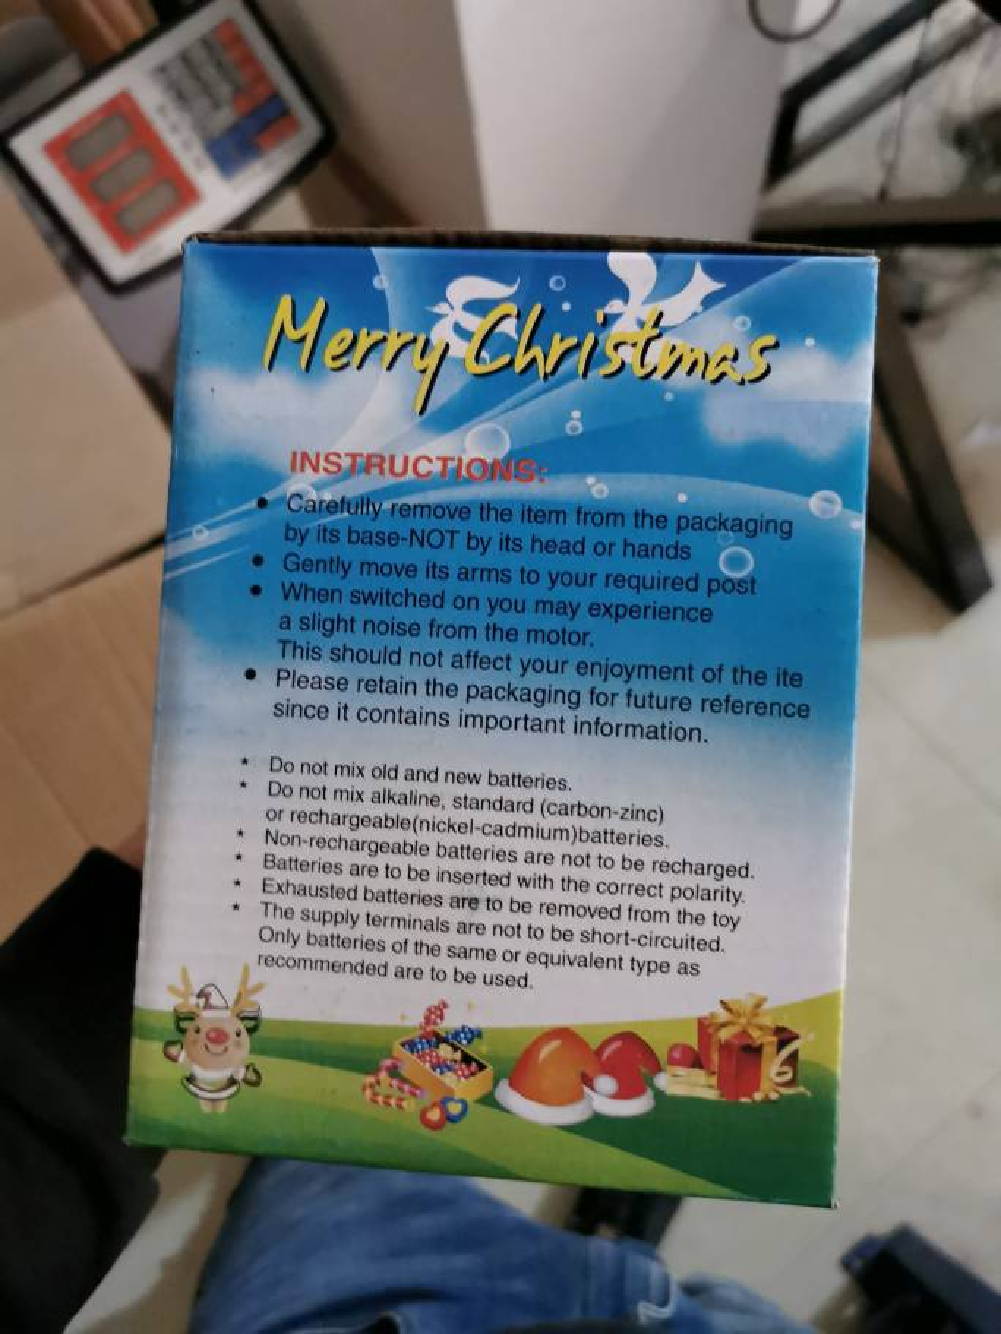 Merry Christmas
INSTRUCTIONS:
• Carefully remove the item from the packaging
by its base-NOT by its head or hands
• Gently move its arms to your required post
• When switched on you may experience
a slight noise from the motor.
This should not affect your enjoyment of the ite
• Please retain the packaging for future reference
since it contains important information.
* Do not mix old and new batteries.
* Do not mix alkaline, standard (carbon-zinc)
or rechargeable(nickel-cadmium)batteries.
* Non-rechargeable batteries are not to be recharged.
* Batteries are to be inserted with the correct polarity.
* Exhausted batteries are to be removed from the toy
* The supply terminals are not to be short-circuited.
Only batteries of the same or equivalent type as
recommended are to be used.